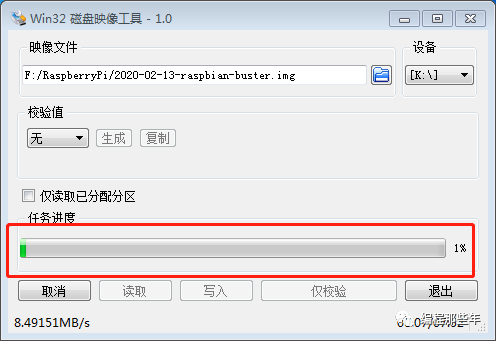 Win32 磁盘映像工具 - 1.0
映像文件
设备
F:/RaspberryPi/2020-02-13-raspbian-buster.img
[K:\]
校验值
无
生成
复制
仅读取已分配分区
任务进度
1%
取消
读取
写入
仅校验
退出
8.49151MB/s
编程那些年